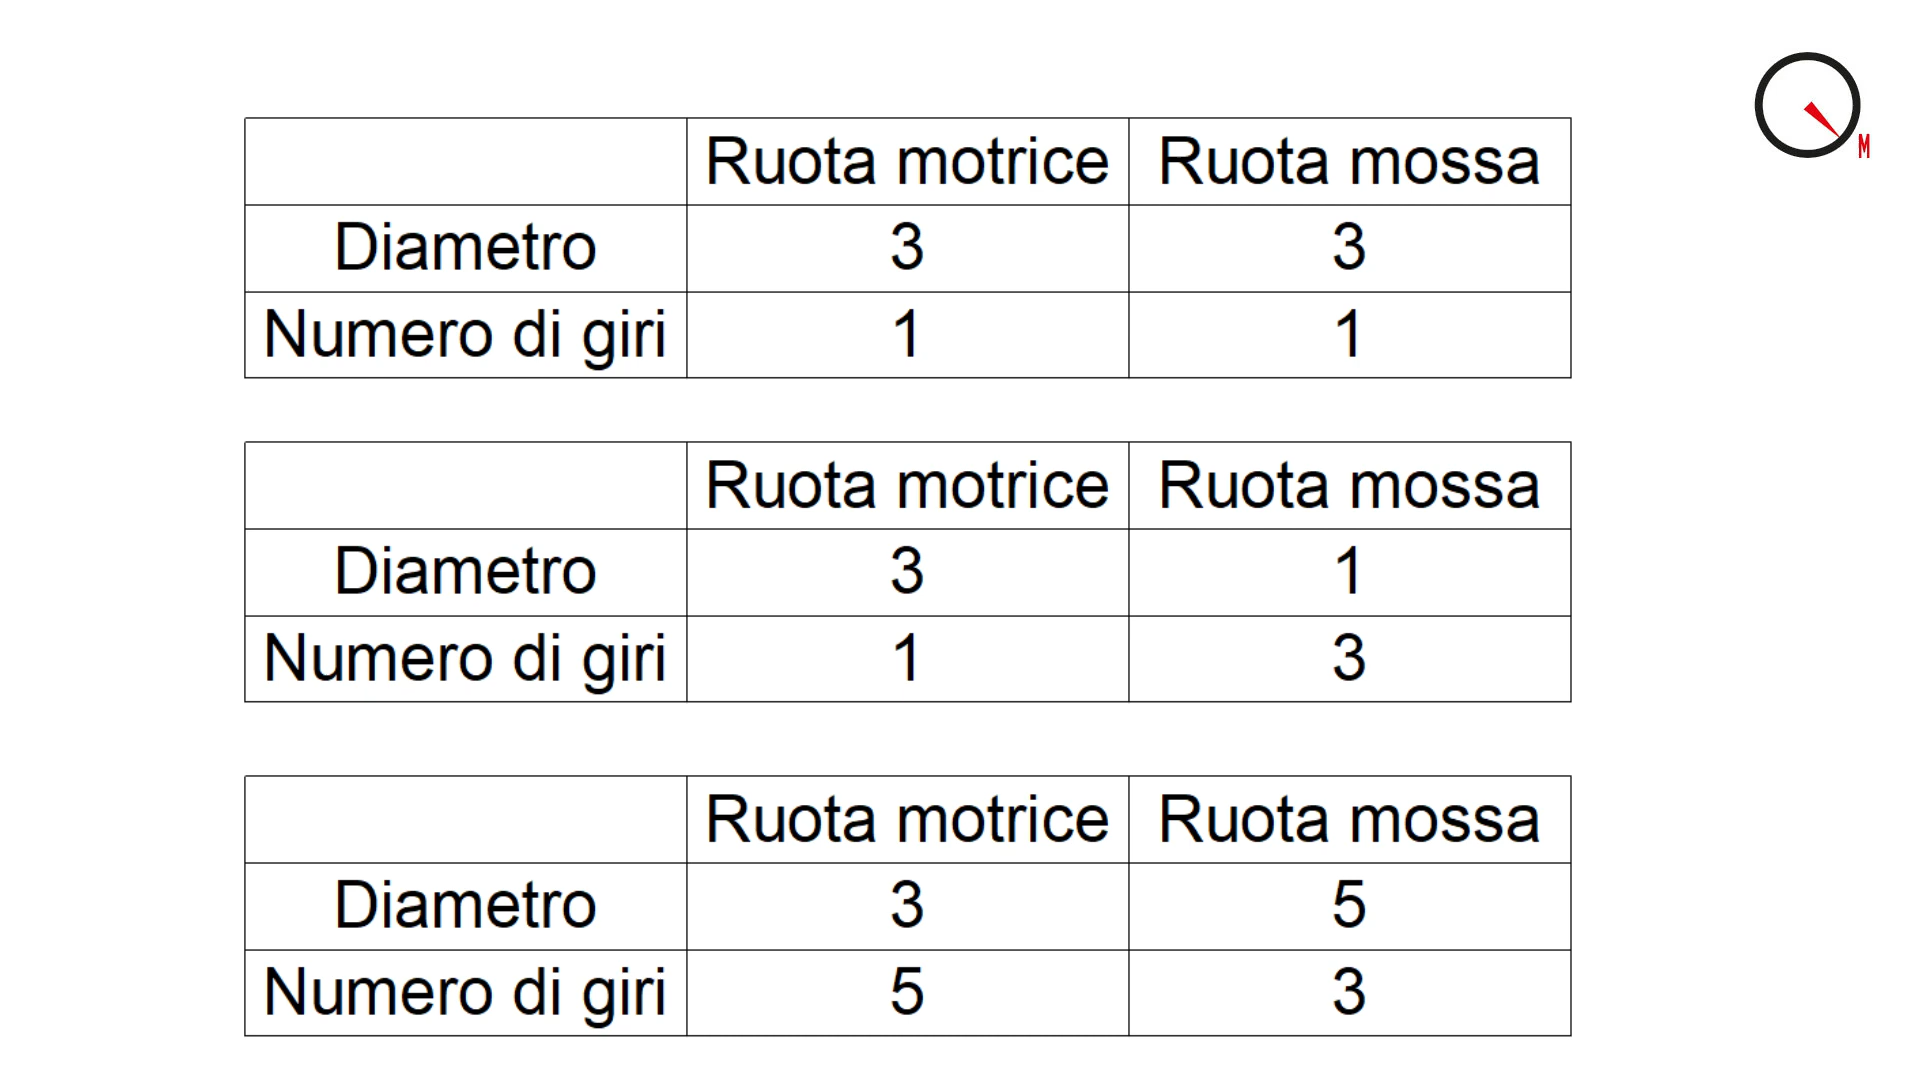 M
Ruota motrice Ruota mossa
Diametro 3 3
Numero di giri 1 1
Ruota motrice Ruota mossa
Diametro 3 1
Numero di giri 1 3
Ruota motrice Ruota mossa
Diametro 3 5
Numero di giri 5 3